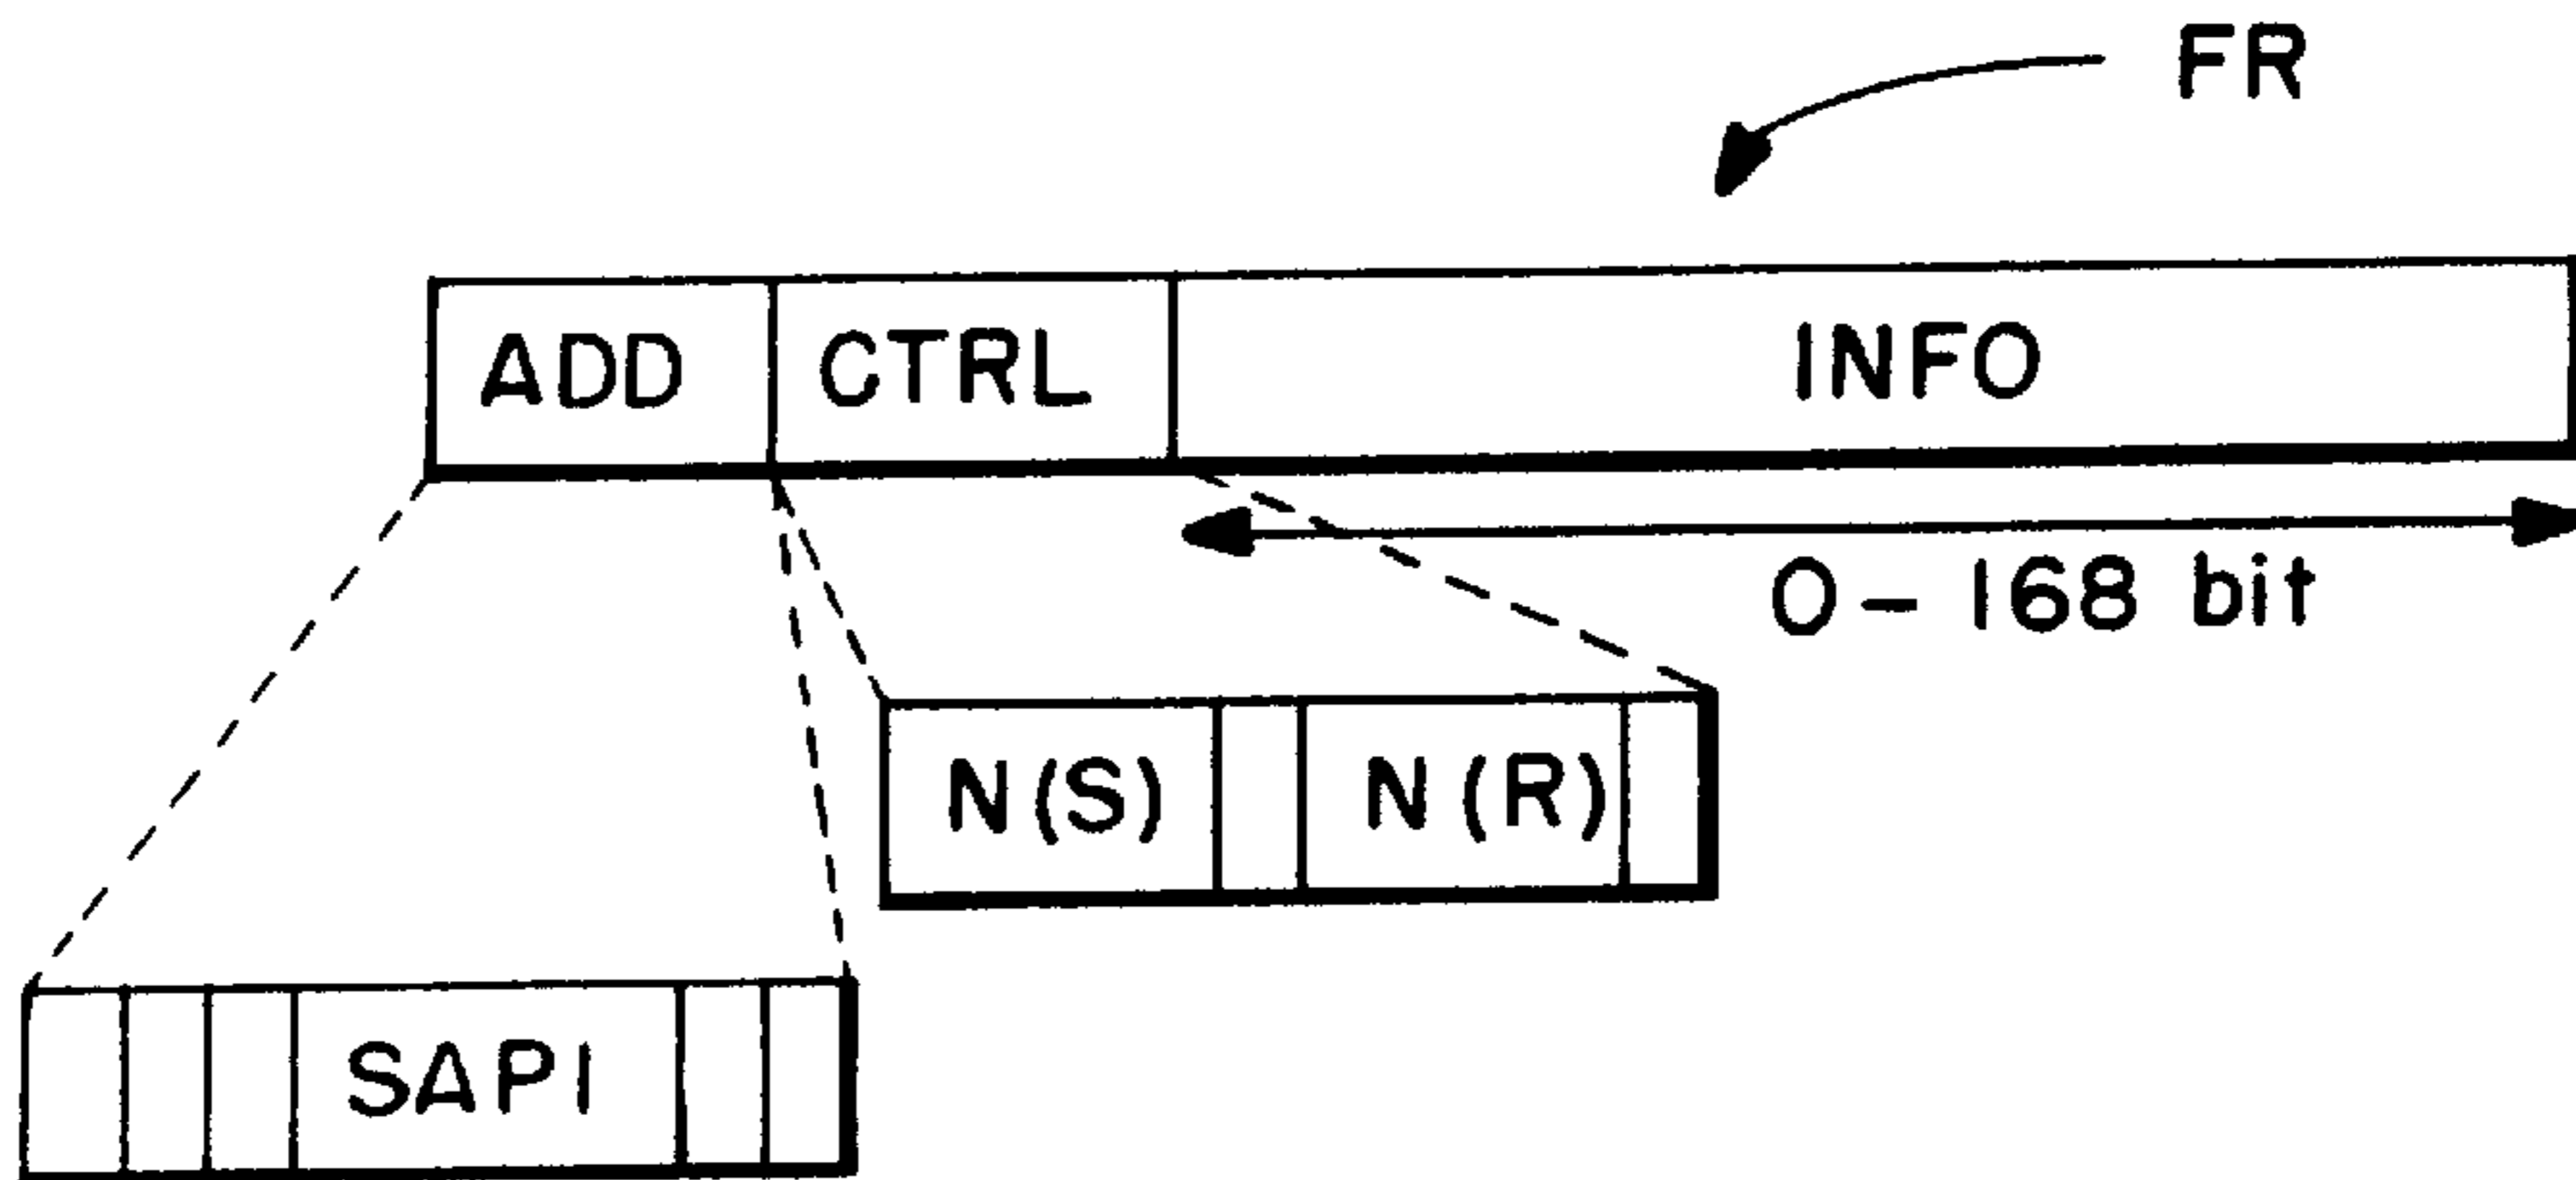 FR
ADD CTRL INFO
0 - 168 bit
N(S) N(R)
SAPI